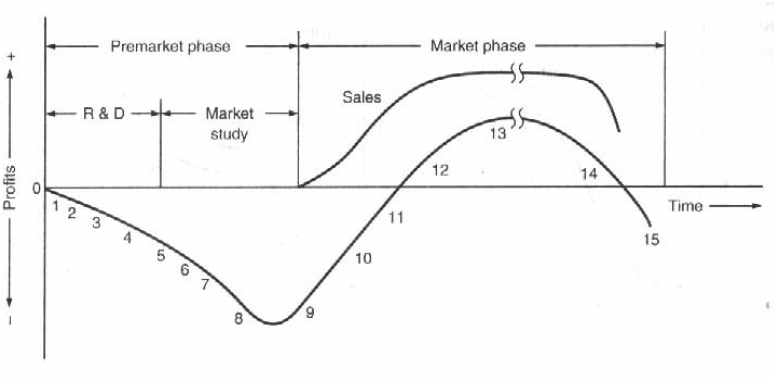 +
Premarket phase
Market phase
R & D
Market
study
Sales
Profits
0
Time
1
2
3
4
5
6
7
8
9
10
11
12
13
14
15
–